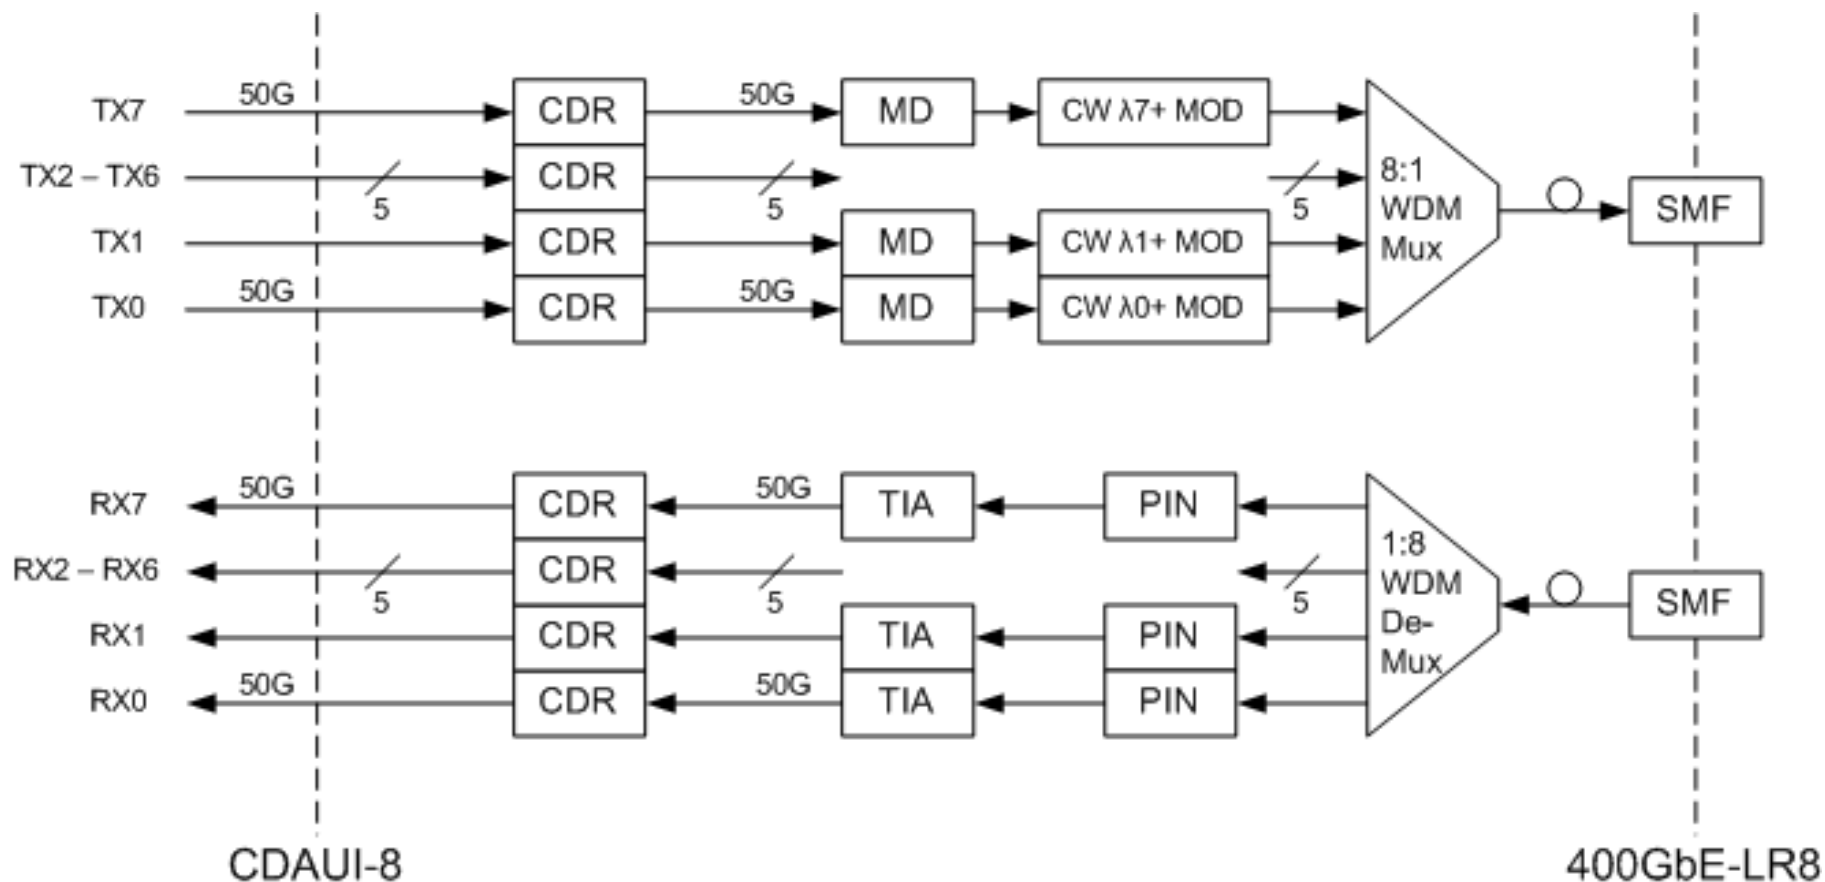 TX7 50G CDR 50G MD CW λ7+ MOD
TX2 – TX6 5 CDR 5 5
TX1 CDR MD CW λ1+ MOD
TX0 50G CDR 50G MD CW λ0+ MOD
8:1
WDM
Mux
SMF
RX7 50G CDR 50G TIA PIN
RX2 – RX6 5 CDR 5 5
RX1 CDR TIA PIN
RX0 50G CDR 50G TIA PIN
1:8
WDM
De-
Mux
SMF
CDAUI-8
400GbE-LR8